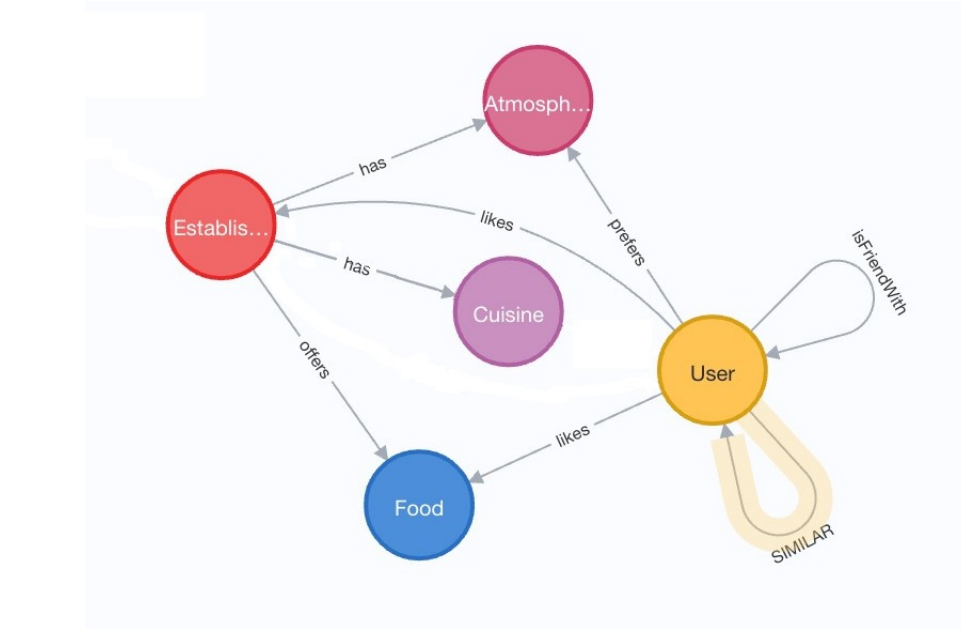 Atmosph...
has
likes
prefers
Establis...
isFriendWith
has
Cuisine
offers
User
likes
Food
SIMILAR